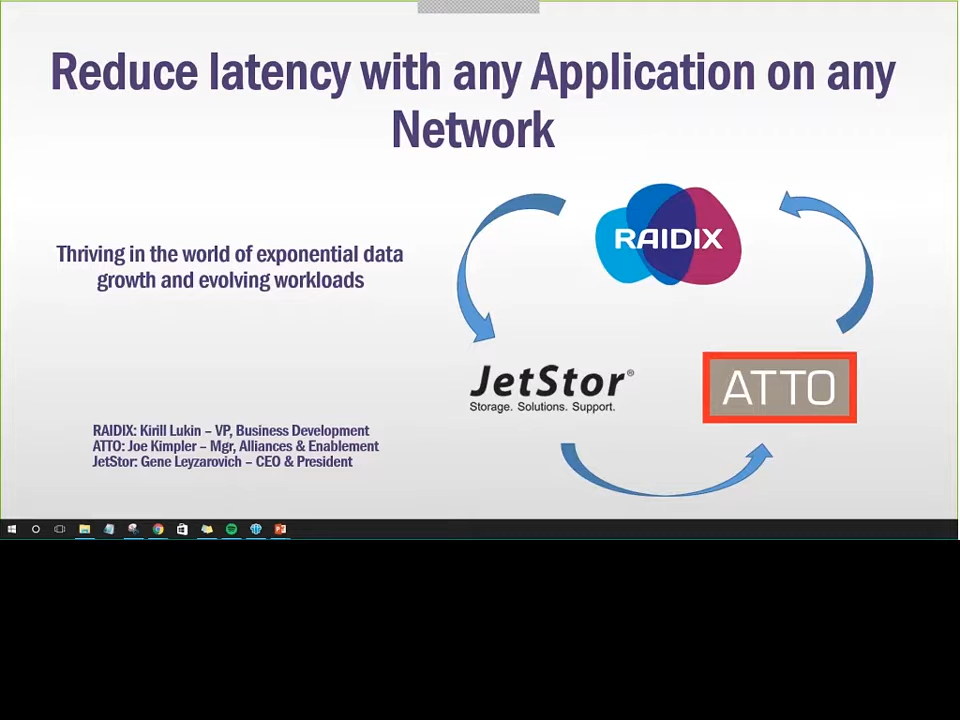 Reduce latency with any Application on any
Network
Thriving in the world of exponential data
growth and evolving workloads
RAIDIX
JetStor®
Storage. Solutions. Support.
ATTO
RAIDIX: Kirill Lukin – VP, Business Development
ATTO: Joe Kimpler – Mgr, Alliances & Enablement
JetStor: Gene Leyzarovich – CEO & President